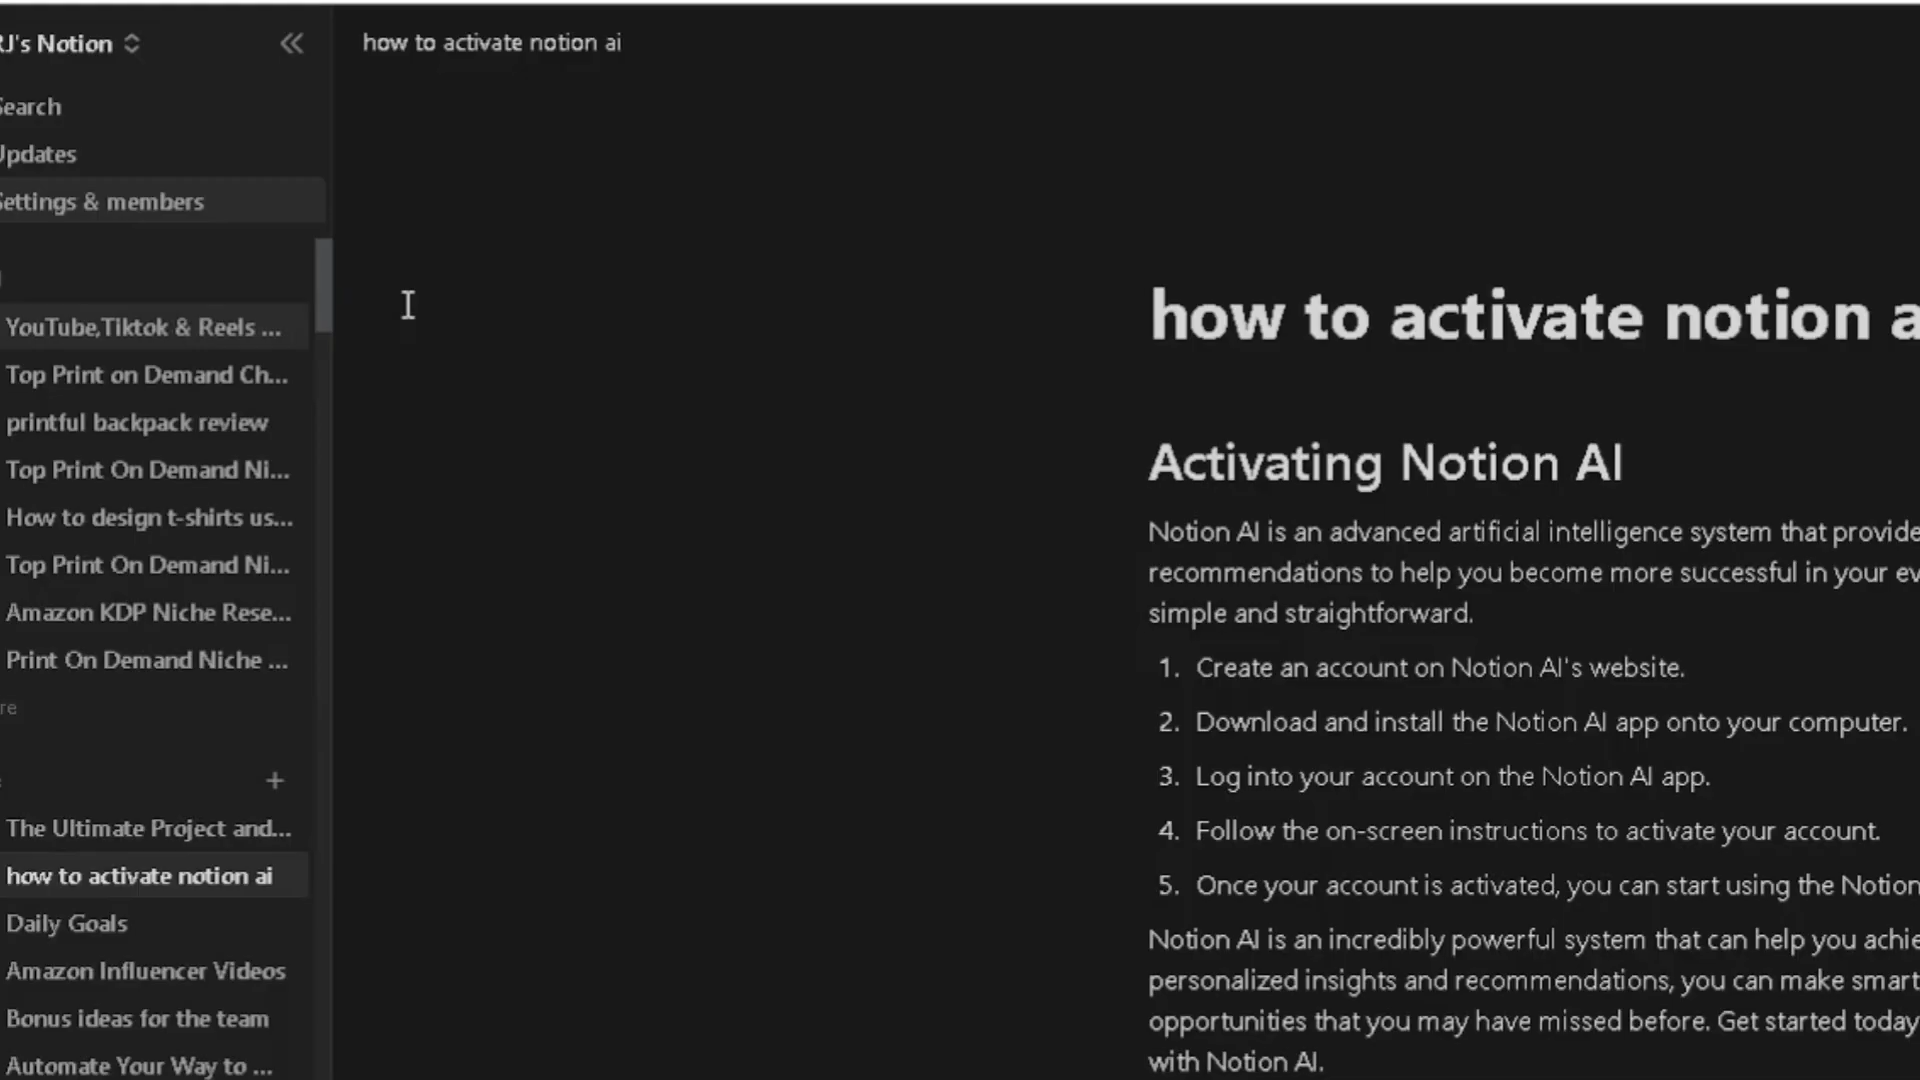 RJ's Notion
how to activate notion ai
Search
Updates
Settings & members
YouTube,Tiktok & Reels ...
Top Print on Demand Ch...
printful backpack review
Top Print On Demand Ni...
How to design t-shirts us...
Top Print On Demand Ni...
Amazon KDP Niche Rese...
Print On Demand Niche ...
re
The Ultimate Project and...
how to activate notion ai
Daily Goals
Amazon Influencer Videos
Bonus ideas for the team
Automate Your Way to ...
how to activate notion a
Activating Notion AI
Notion AI is an advanced artificial intelligence system that provide
recommendations to help you become more successful in your ev
simple and straightforward.
1. Create an account on Notion AI's website.
2. Download and install the Notion AI app onto your computer.
3. Log into your account on the Notion AI app.
4. Follow the on-screen instructions to activate your account.
5. Once your account is activated, you can start using the Notion
Notion AI is an incredibly powerful system that can help you achie
personalized insights and recommendations, you can make smart
opportunities that you may have missed before. Get started today
with Notion AI.